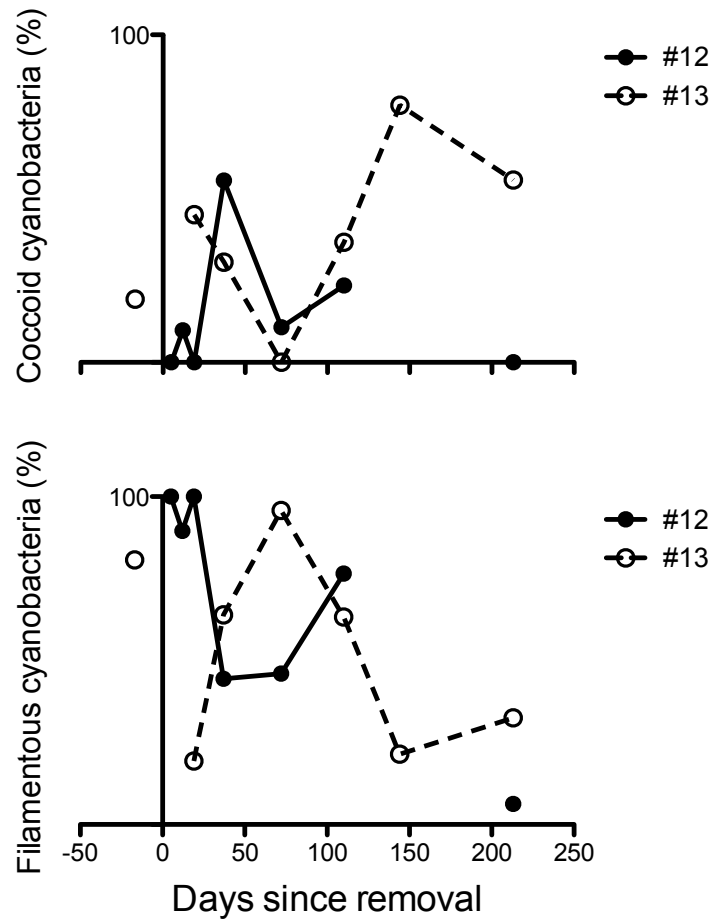 Coccoid cyanobacteria (%)
100
#12
#13
Filamentous cyanobacteria (%)
100
#12
#13
-50 0 50 100 150 200 250
Days since removal